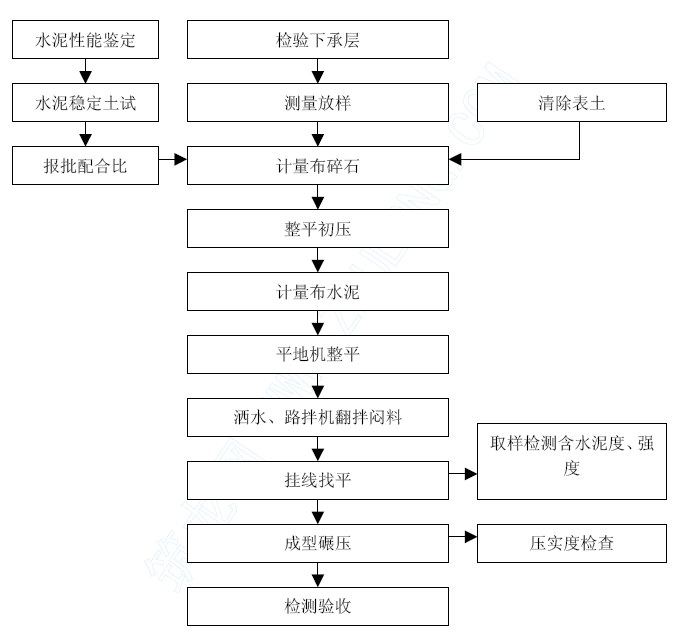 水泥性能鉴定
检验下承层
水泥稳定土试
测量放样
清除表土
报批配合比
计量布碎石
整平初压
计量布水泥
平地机整平
洒水、路拌机翻拌闷料
取样检测含水泥度、强
度
挂线找平
成型碾压
压实度检查
检测验收